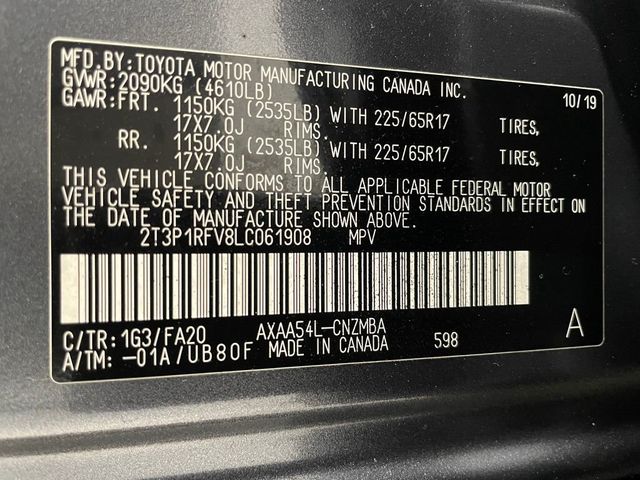 MFD.BY:TOYOTA MOTOR MANUFACTURING CANADA INC.
GVWR:2090KG (4610LB) 10/19
GAWR:FRT. 1150KG (2535LB) WITH 225/65R17 TIRES,
17X7.0J RIMS.
RR. 1150KG (2535LB) WITH 225/65R17 TIRES,
17X7.0J RIMS.
THIS VEHICLE CONFORMS TO ALL APPLICABLE FEDERAL MOTOR
VEHICLE SAFETY AND THEFT PREVENTION STANDARDS IN EFFECT ON
THE DATE OF MANUFACTURE SHOWN ABOVE.
2T3P1RFV8LC061908 MPV
C/TR:1G3/FA20 AXAA54L-CNZMBA A
A/TM:-01A/UB80F MADE IN CANADA 598